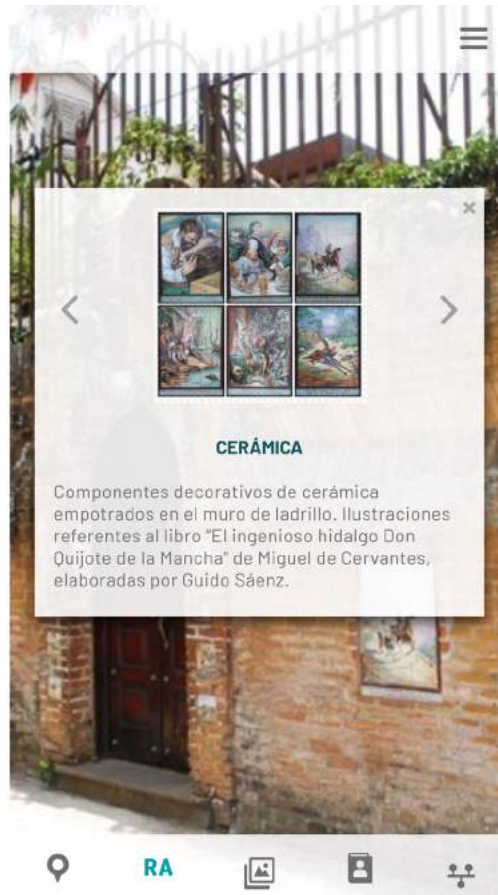 CERÁMICA
Componentes decorativos de cerámica
empotrados en el muro de ladrillo. Ilustraciones
referentes al libro "El ingenioso hidalgo Don
Quijote de la Mancha" de Miguel de Cervantes,
elaboradas por Guido Sáenz.
RA